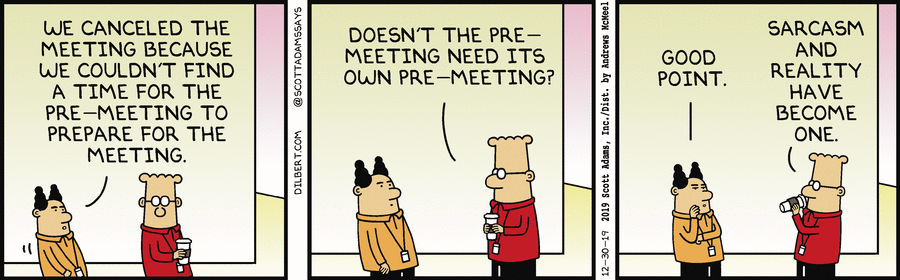 WE CANCELED THE
MEETING BECAUSE
WE COULDN'T FIND
A TIME FOR THE
PRE-MEETING TO
PREPARE FOR THE
MEETING.
DILBERT.COM @SCOTTADAMSSAYS
DOESN'T THE PRE-
MEETING NEED ITS
OWN PRE-MEETING?
12-30-19 2019 Scott Adams, Inc./Dist. by Andrews McMeel
GOOD
POINT.
SARCASM
AND
REALITY
HAVE
BECOME
ONE.